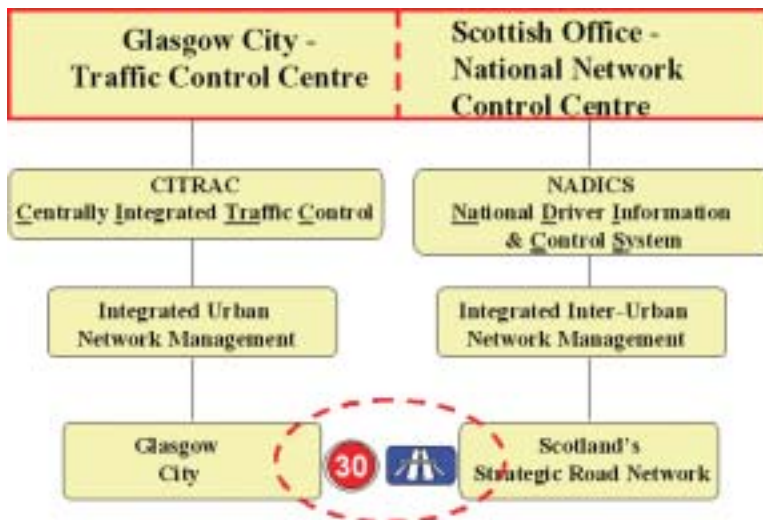 Glasgow City -
Traffic Control Centre
Scottish Office -
National Network
Control Centre
CITRAC
Centrally Integrated Traffic Control
NADICS
National Driver Information
& Control System
Integrated Urban
Network Management
Integrated Inter-Urban
Network Management
Glasgow
City
30
Scotland's
Strategic Road Network